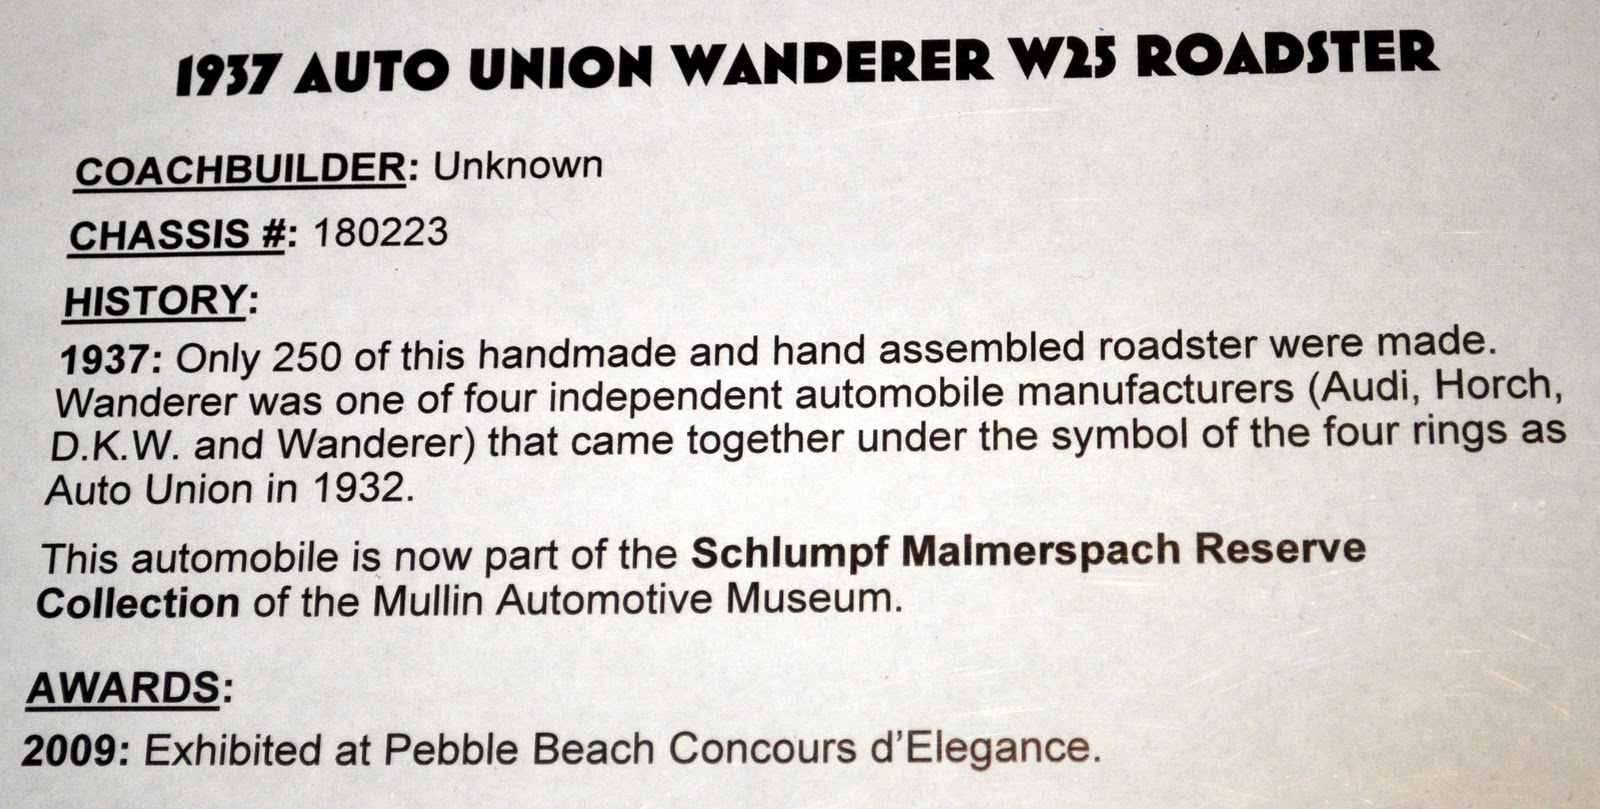 1937 AUTO UNION WANDERER W25 ROADSTER
COACHBUILDER: Unknown
CHASSIS #: 180223
HISTORY:
1937: Only 250 of this handmade and hand assembled roadster were made.
Wanderer was one of four independent automobile manufacturers (Audi, Horch,
D.K.W. and Wanderer) that came together under the symbol of the four rings as
Auto Union in 1932.
This automobile is now part of the Schlumpf Malmerspach Reserve
Collection of the Mullin Automotive Museum.
AWARDS:
2009: Exhibited at Pebble Beach Concours d'Elegance.